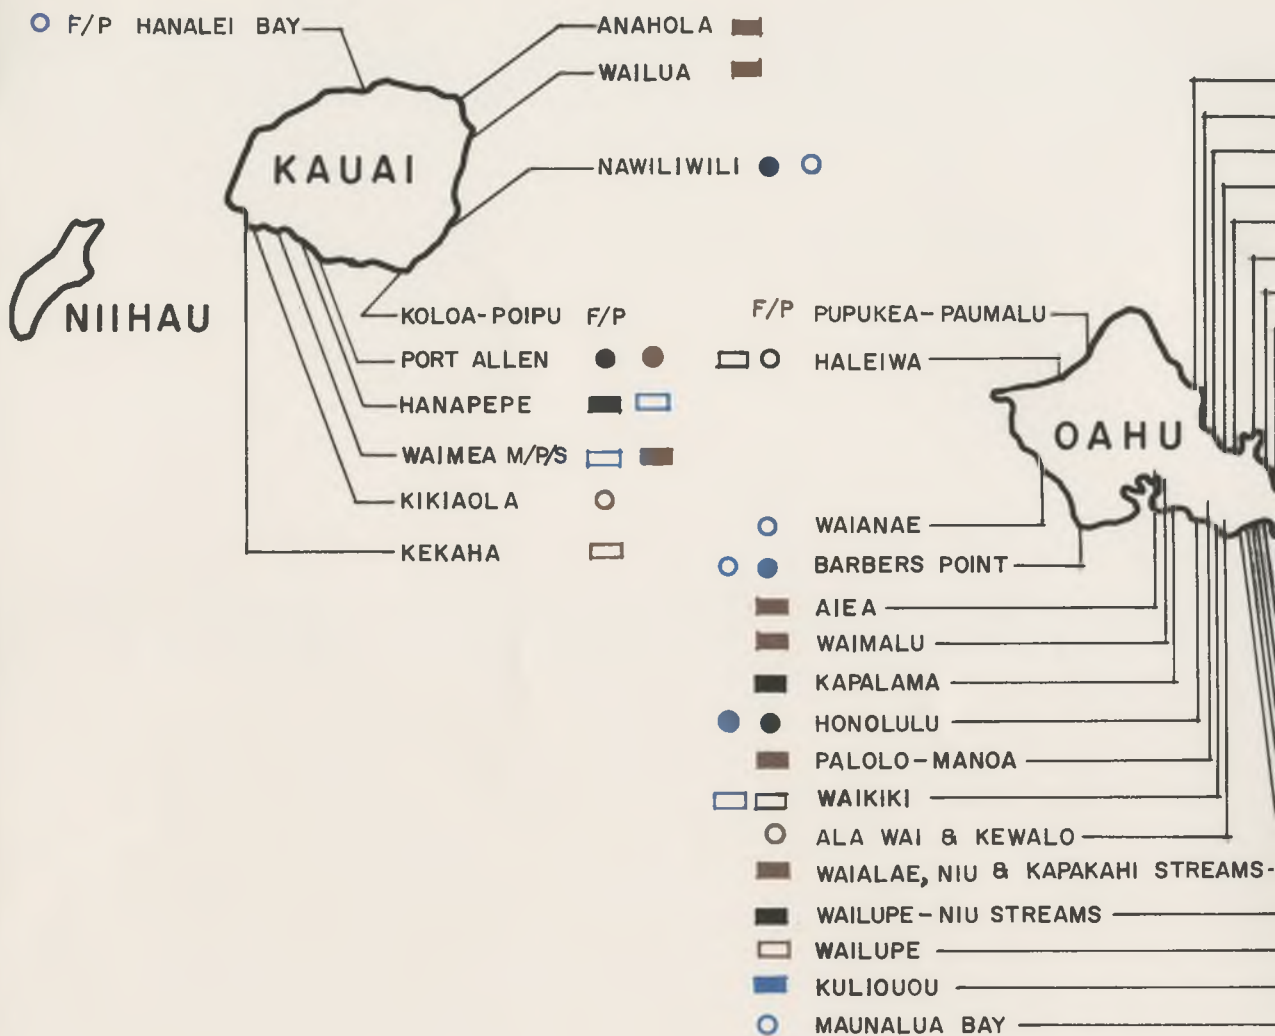 F/P HANALEI BAY
ANAHOLA
WAILUA
KAUAI
NAWILIWILI
NIIHAU
KOLOA-POIPU F/P
PORT ALLEN
HANAPEPE
WAIMEA M/P/S
KIKIAOLA
KEKAHA
F/P PUPUKEA-PAUMALU
HALEIWA
OAHU
WAIANAE
BARBERS POINT
AIEA
WAIMALU
KAPALAMA
HONOLULU
PALOLO-MANOA
WAIKIKI
ALA WAI & KEWALO
WAIALAE, NIU & KAPAKAHI STREAMS
WAILUPE-NIU STREAMS
WAILUPE
KULIOUOU
MAUNALUA BAY